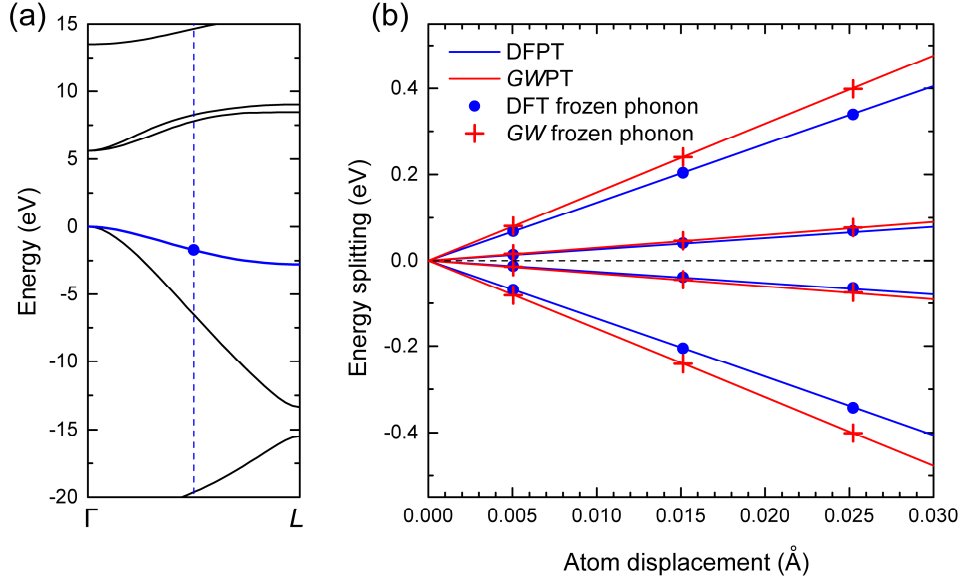 (a)
15
10
5
0
-5
-10
-15
-20
Energy (eV)
Γ
L
(b)
DFPT
GWPT
DFT frozen phonon
GW frozen phonon
0.4
0.2
0.0
-0.2
-0.4
Energy splitting (eV)
0.000 0.005 0.010 0.015 0.020 0.025 0.030
Atom displacement (Å)